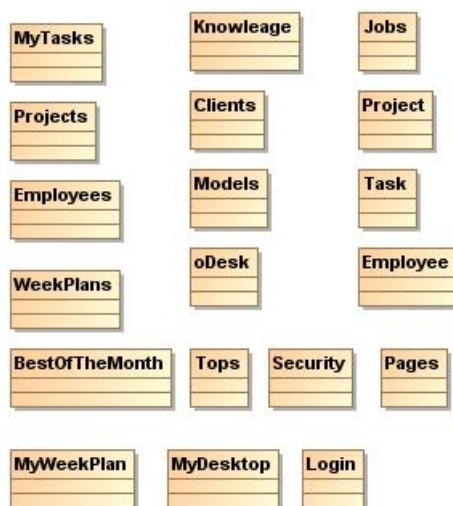 MyTasks
Knowleage
Jobs
Projects
Clients
Project
Employees
Models
Task
WeekPlans
oDesk
Employee
BestOfTheMonth
Tops
Security
Pages
MyWeekPlan
MyDesktop
Login